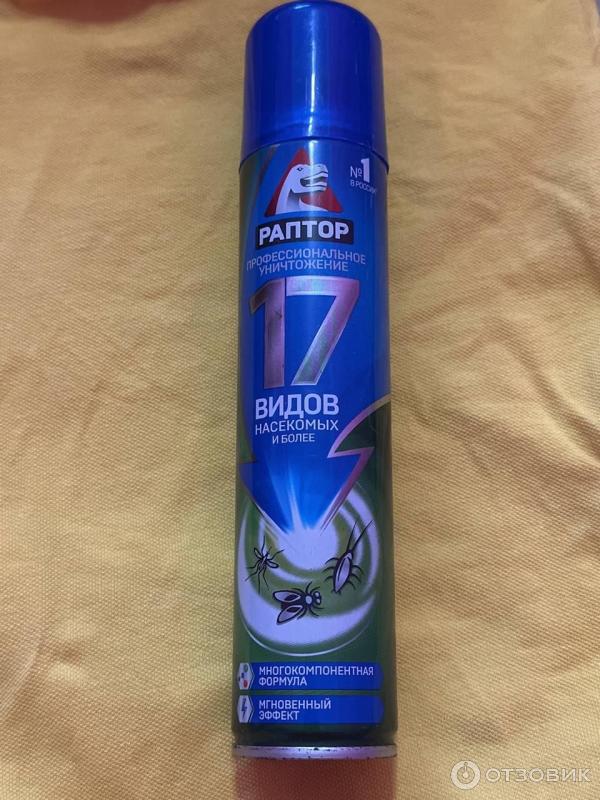 №1
В РОССИИ
РАПТОР
ПРОФЕССИОНАЛЬНОЕ
УНИЧТОЖЕНИЕ
17
ВИДОВ
НАСЕКОМЫХ
И БОЛЕЕ
МНОГОКОМПОНЕНТНАЯ
ФОРМУЛА
МГНОВЕННЫЙ
ЭФФЕКТ
ОТЗОВИК